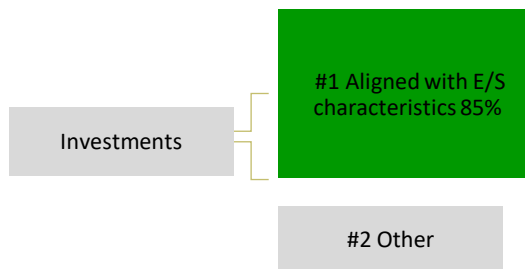 #1 Aligned with E/S
characteristics 85%
Investments
#2 Other